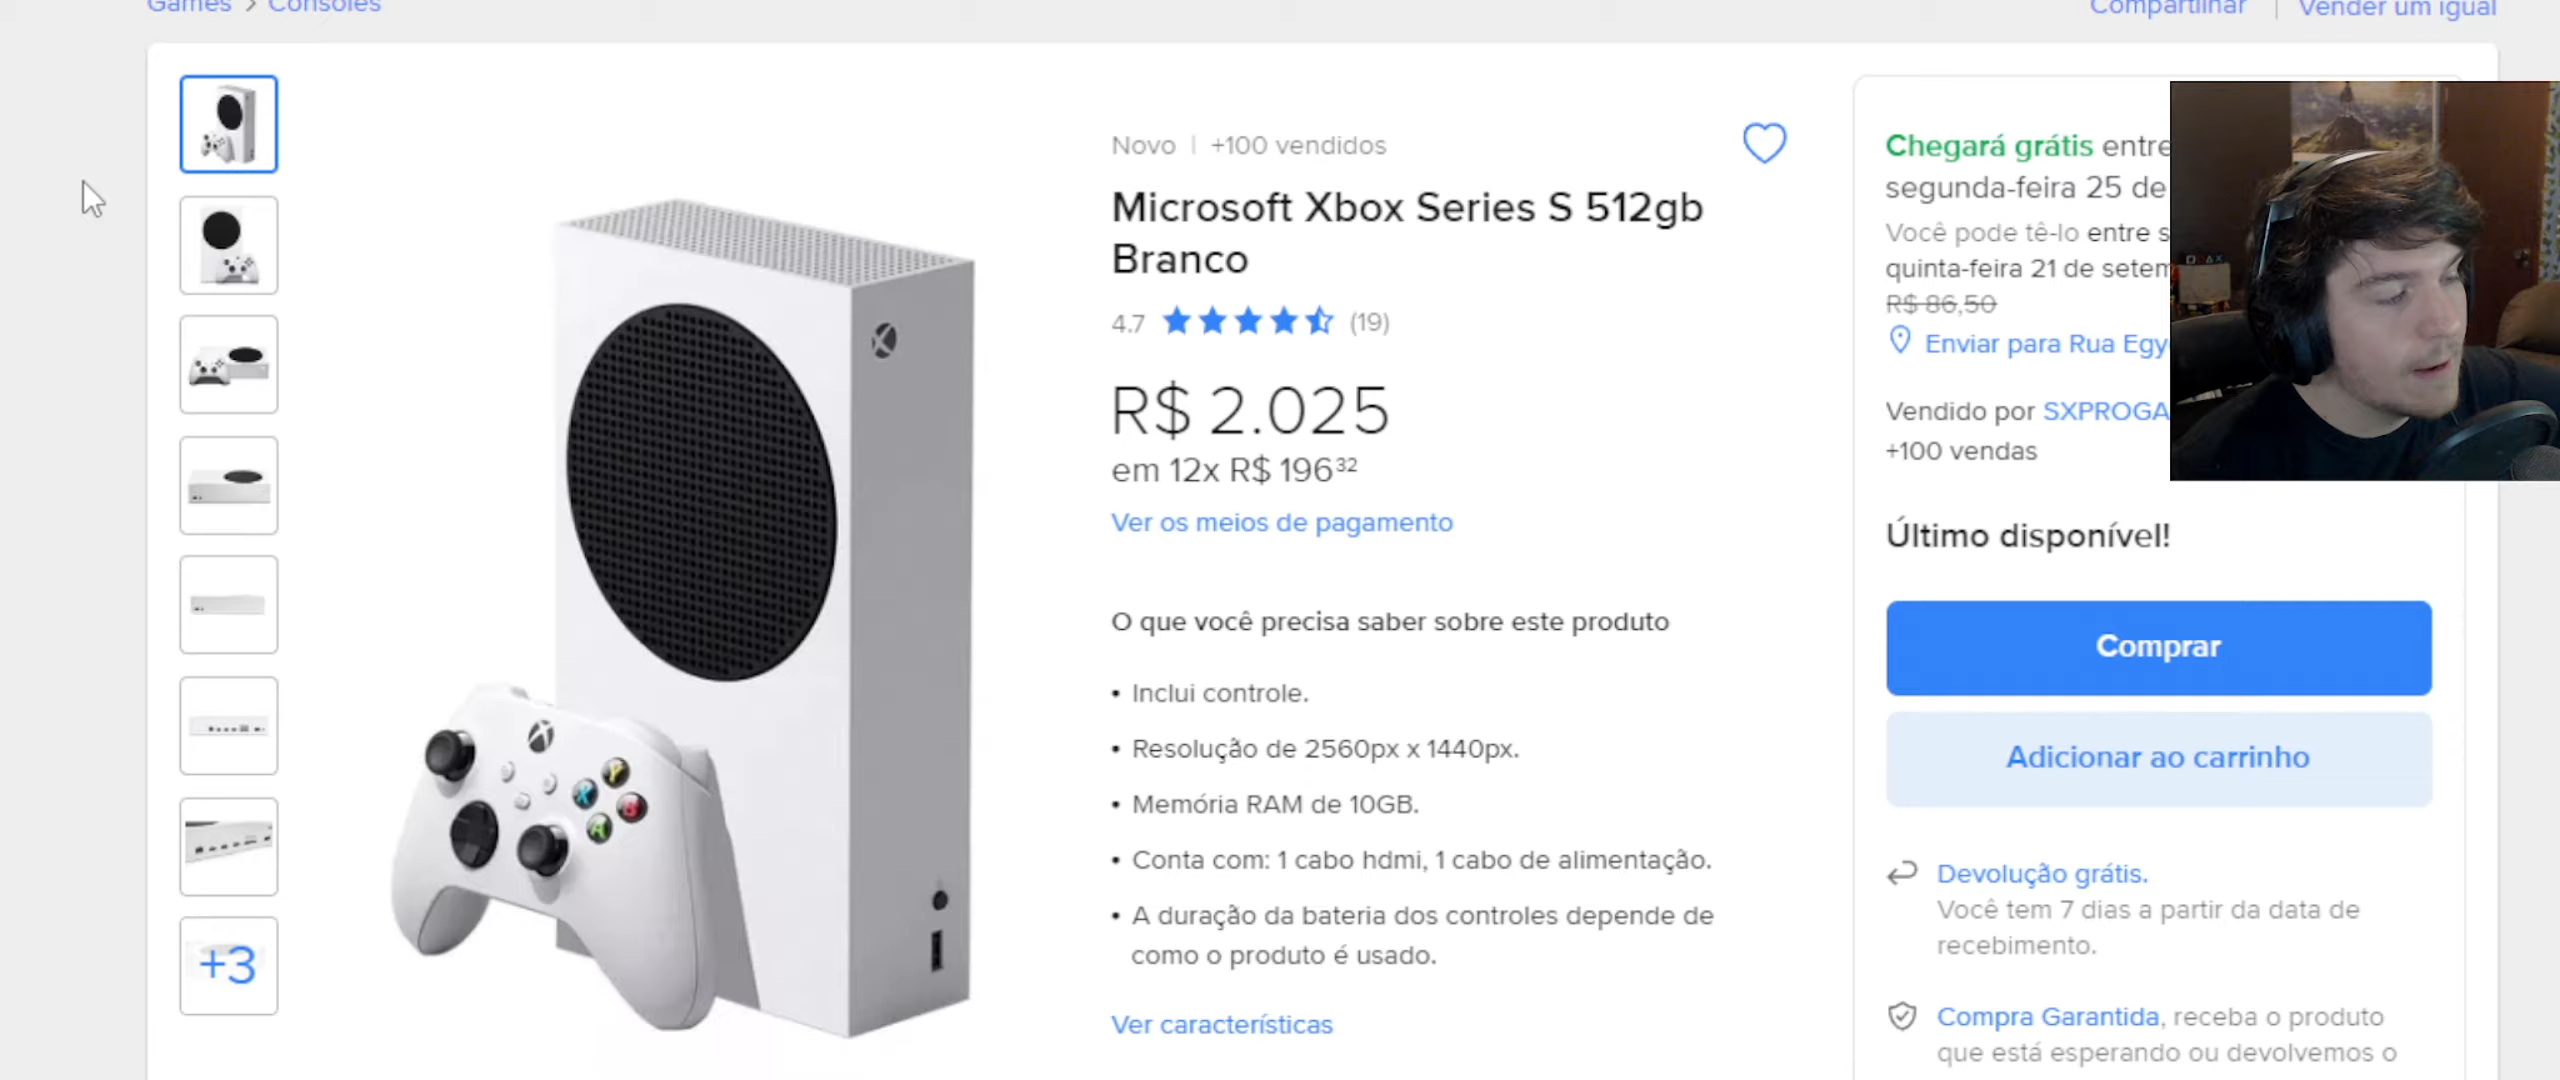 Games > Consoles
Compartilhar | Vender um igual
Novo | +100 vendidos
Microsoft Xbox Series S 512gb
Branco
4.7 (19)
R$ 2.025
em 12x R$ 196³²
Ver os meios de pagamento
O que você precisa saber sobre este produto
• Inclui controle.
• Resolução de 2560px x 1440px.
• Memória RAM de 10GB.
• Conta com: 1 cabo hdmi, 1 cabo de alimentação.
• A duração da bateria dos controles depende de
como o produto é usado.
Ver características
+3
Y
X
B
A
Chegará grátis entre
segunda-feira 25 de
Você pode tê-lo entre
quinta-feira 21 de
R$ 86,50
Enviar para Rua
Vendido por
+100 vendas
Último disponível!
Comprar
Adicionar ao carrinho
Devolução grátis.
Você tem 7 dias a partir da data de
recebimento.
Compra Garantida, receba o produto
que está esperando ou devolvemos o